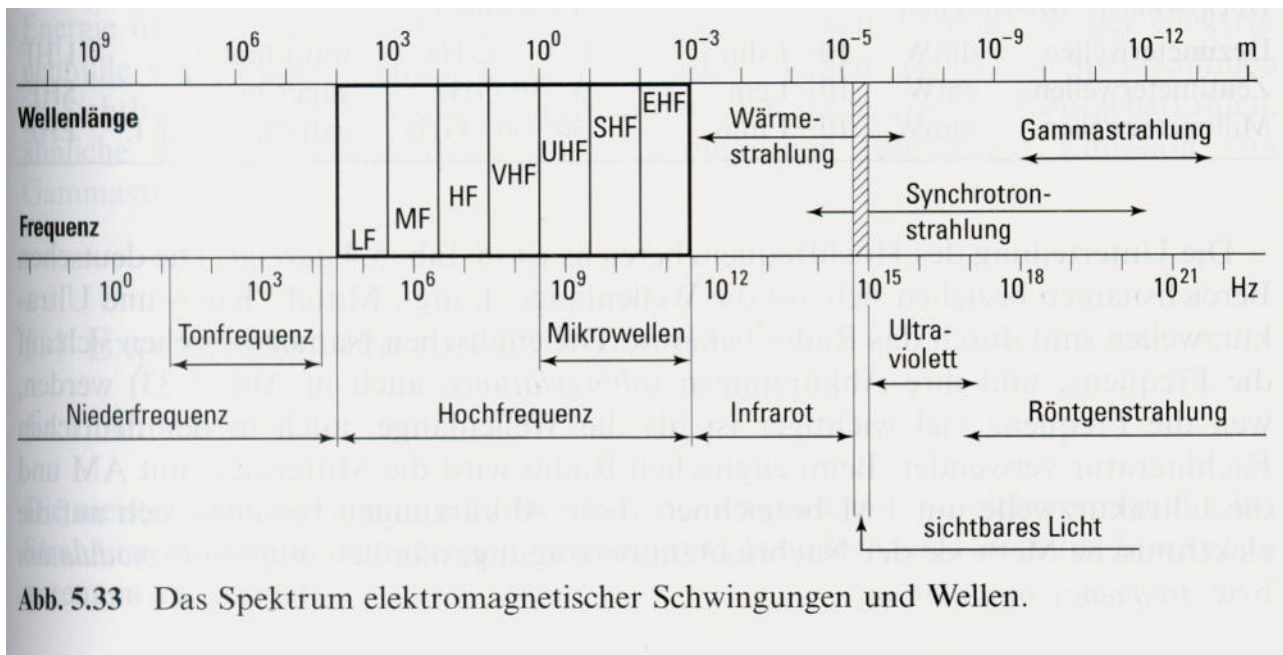 10⁹ 10⁶ 10³ 10⁰ 10⁻³ 10⁻⁵ 10⁻⁹ 10⁻¹² m
Wellenlänge
LF MF HF VHF UHF SHF EHF
Wärme-
strahlung
Gammastrahlung
Synchrotron-
strahlung
Frequenz
10⁰ 10³ 10⁶ 10⁹ 10¹² 10¹⁵ 10¹⁸ 10²¹ Hz
Tonfrequenz
Mikrowellen
Ultra-
violett
Niederfrequenz Hochfrequenz Infrarot Röntgenstrahlung
sichtbares Licht
Abb. 5.33 Das Spektrum elektromagnetischer Schwingungen und Wellen.